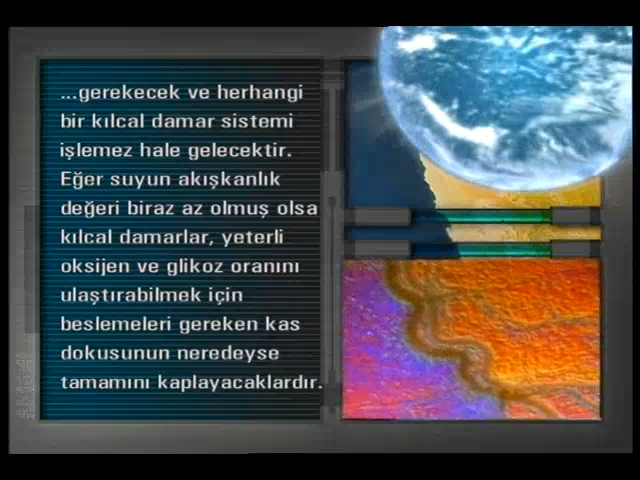 ...gerekecek ve herhangi
bir kılcal damar sistemi
işlemez hale gelecektir.
Eğer suyun akışkanlık
değeri biraz az olmuş olsa
kılcal damarlar, yeterli
oksijen ve glikoz oranını
ulaştırabilmek için
beslemeleri gereken kas
dokusunun neredeyse
tamamını kaplayacaklardır.